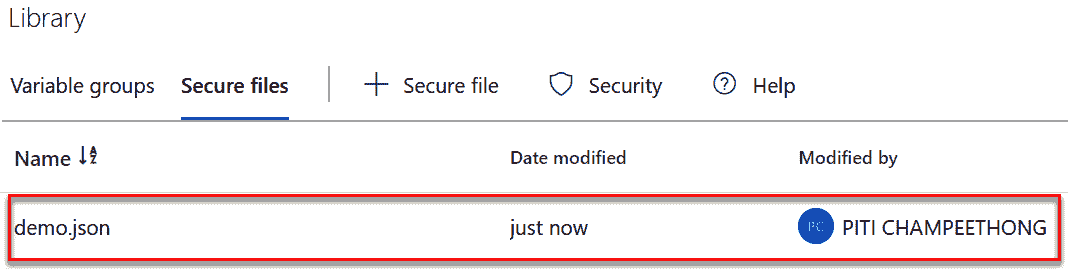 Library
Variable groups Secure files + Secure file Security ? Help
Name ↓AZ Date modified Modified by
demo.json just now PC PITI CHAMPEETHONG